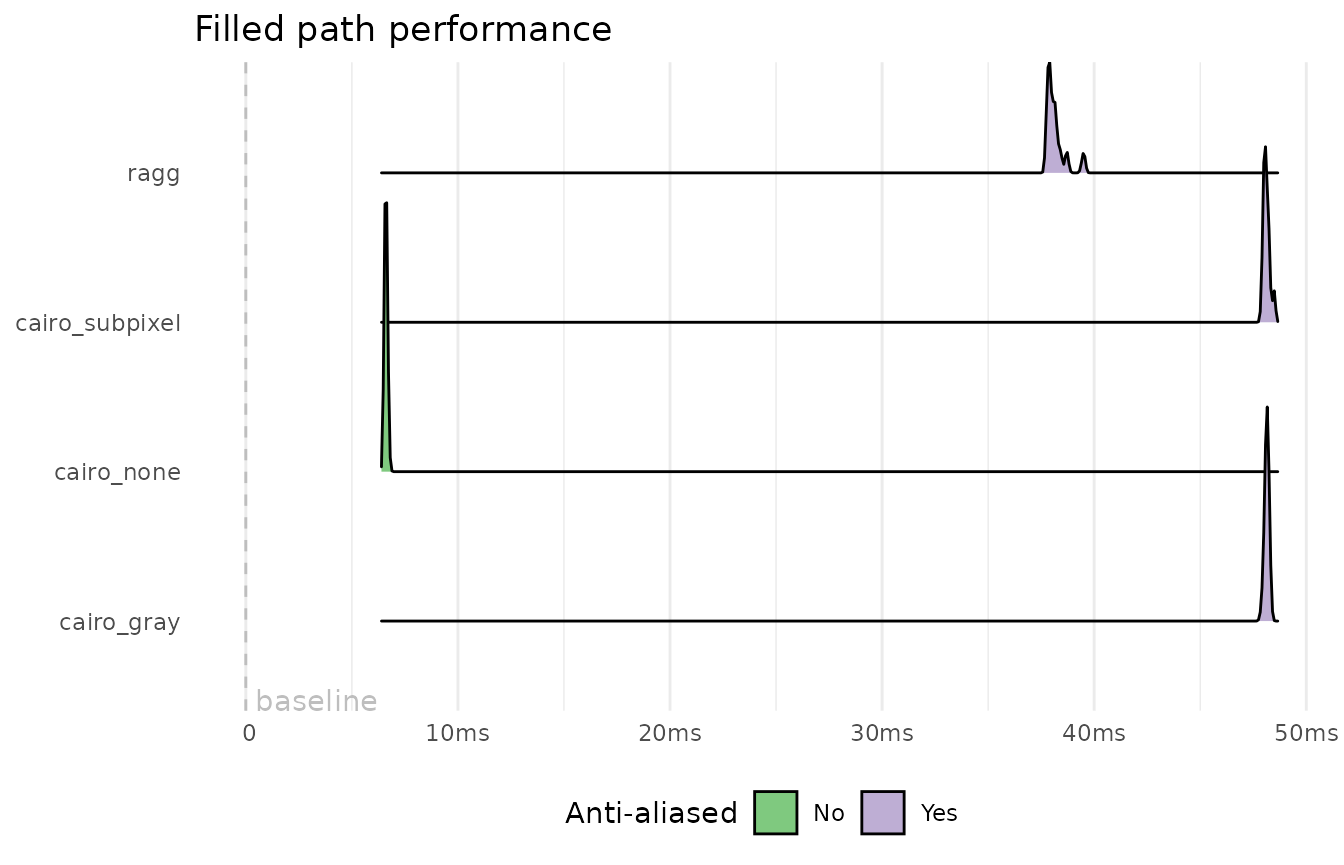 Filled path performance
ragg
cairo_subpixel
cairo_none
cairo_gray
baseline
0 10ms 20ms 30ms 40ms 50ms
Anti-aliased No Yes